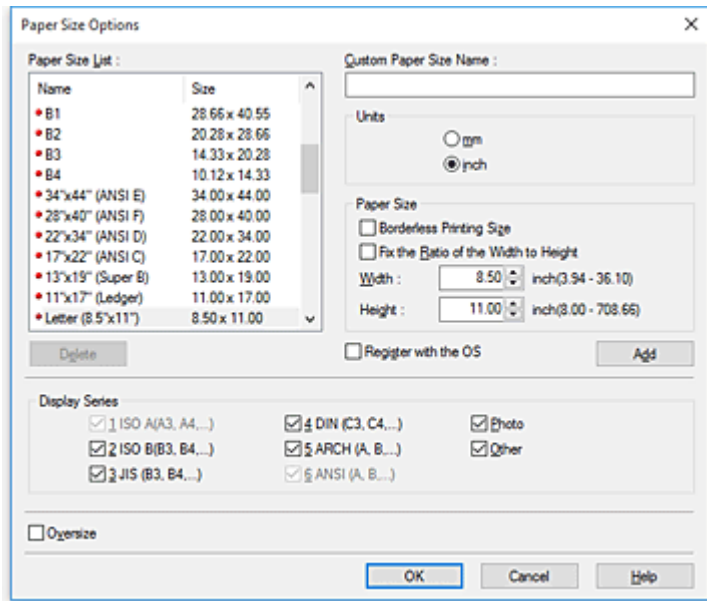 Paper Size Options
Paper Size List :
Name Size
B1 28.66 x 40.55
B2 20.28 x 28.66
B3 14.33 x 20.28
B4 10.12 x 14.33
34"x44" (ANSI E) 34.00 x 44.00
28"x40" (ANSI F) 28.00 x 40.00
22"x34" (ANSI D) 22.00 x 34.00
17"x22" (ANSI C) 17.00 x 22.00
13"x19" (Super B) 13.00 x 19.00
11"x17" (Ledger) 11.00 x 17.00
Letter (8.5"x11") 8.50 x 11.00
Delete
Custom Paper Size Name :
Units
mm
inch
Paper Size
Borderless Printing Size
Fix the Ratio of the Width to Height
Width : 8.50 inch(3.94 - 36.10)
Height : 11.00 inch(8.00 - 708.66)
Register with the OS Add
Display Series
1 ISO A(A3, A4,...) 4 DIN (C3, C4,...) Photo
2 ISO B(B3, B4,...) 5 ARCH (A, B,...) Other
3 JIS (B3, B4,...) 6 ANSI (A, B,...)
Oversize
OK Cancel Help